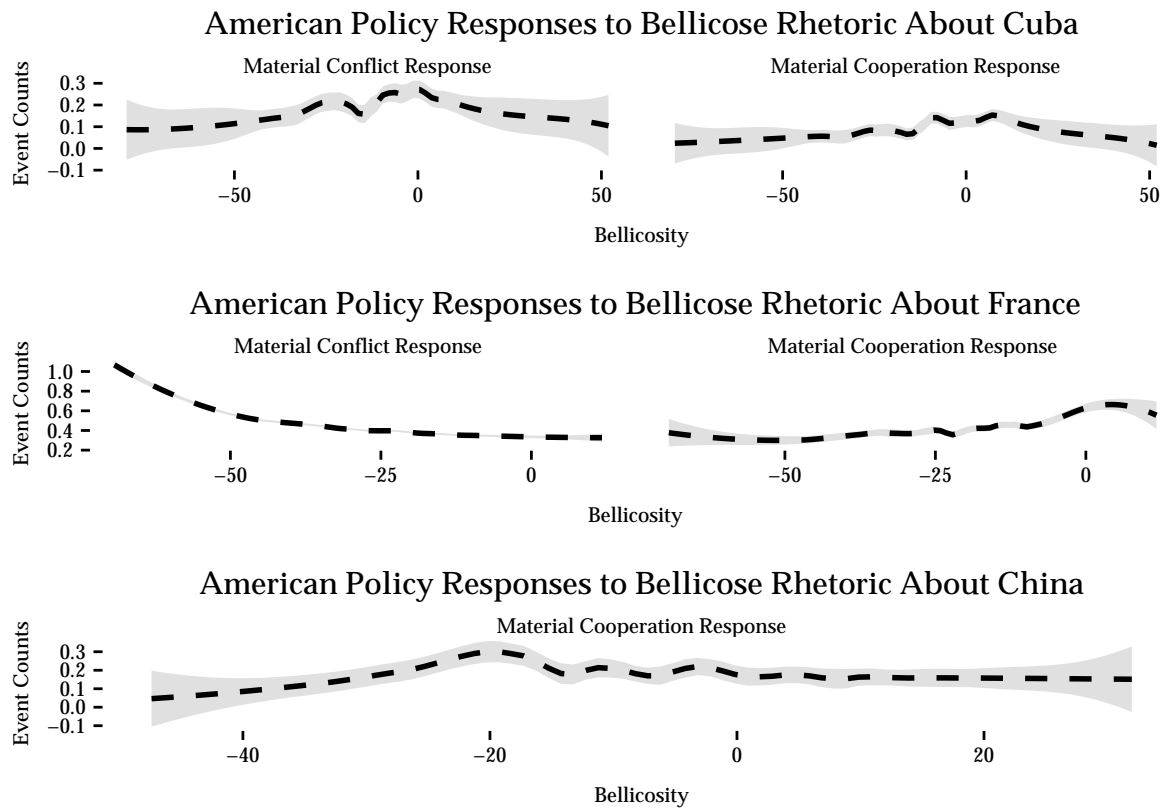 American Policy Responses to Bellicose Rhetoric About Cuba
Material Conflict Response
Material Cooperation Response
Event Counts
0.3
0.2
0.1
0.0
−0.1
−50
0
50
−50
0
50
Bellicosity
American Policy Responses to Bellicose Rhetoric About France
Material Conflict Response
Material Cooperation Response
Event Counts
1.0
0.8
0.6
0.4
0.2
−50
−25
0
−50
−25
0
Bellicosity
American Policy Responses to Bellicose Rhetoric About China
Material Cooperation Response
Event Counts
0.3
0.2
0.1
0.0
−0.1
−40
−20
0
20
Bellicosity